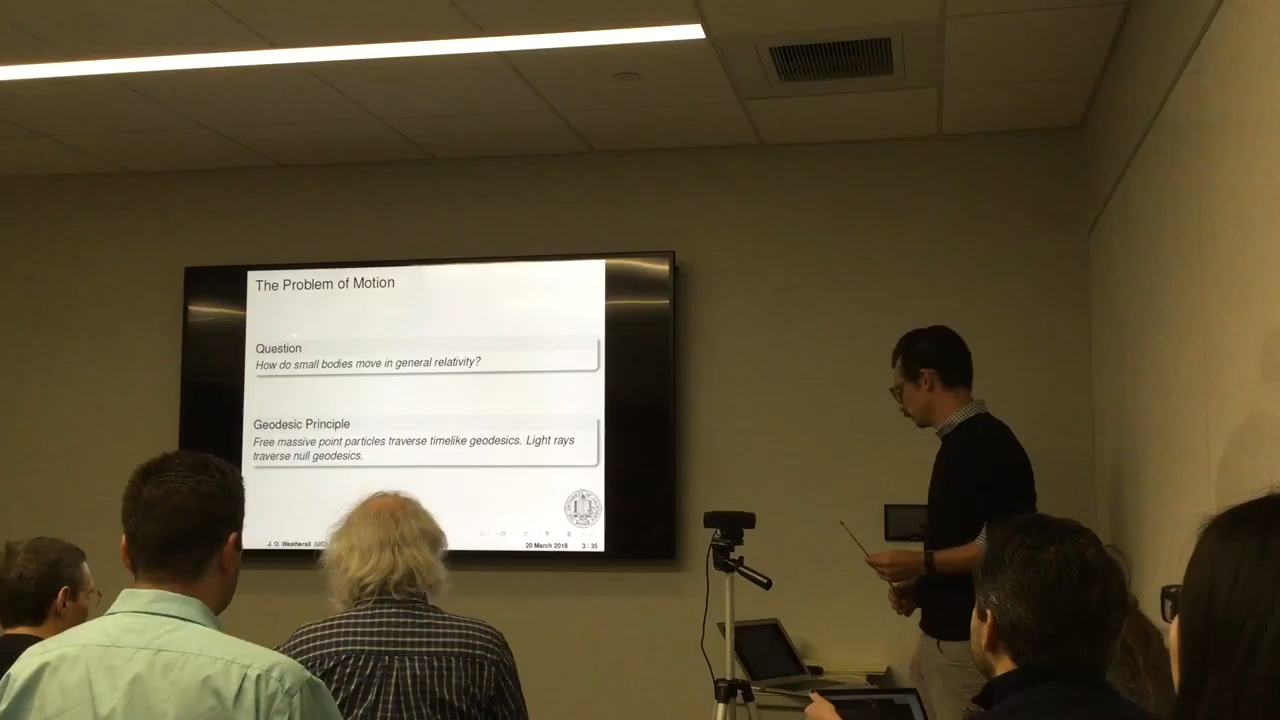 The Problem of Motion
Question
How do small bodies move in general relativity?
Geodesic Principle
Free massive point particles traverse timelike geodesics. Light rays
traverse null geodesics.
J. O. Weatherall (UCI)
20 March 2018
3 / 35